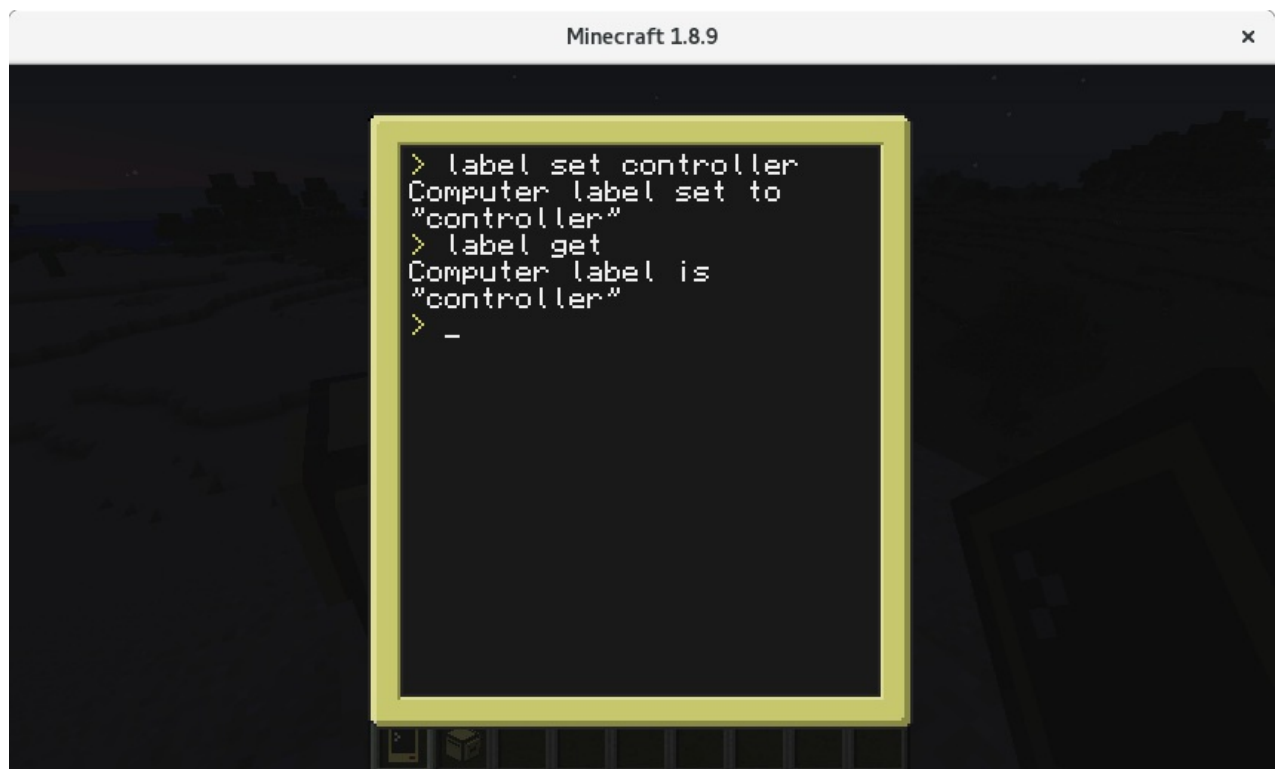 Minecraft 1.8.9
×
> label set controller
Computer label set to
"controller"
> label get
Computer label is
"controller"
> _